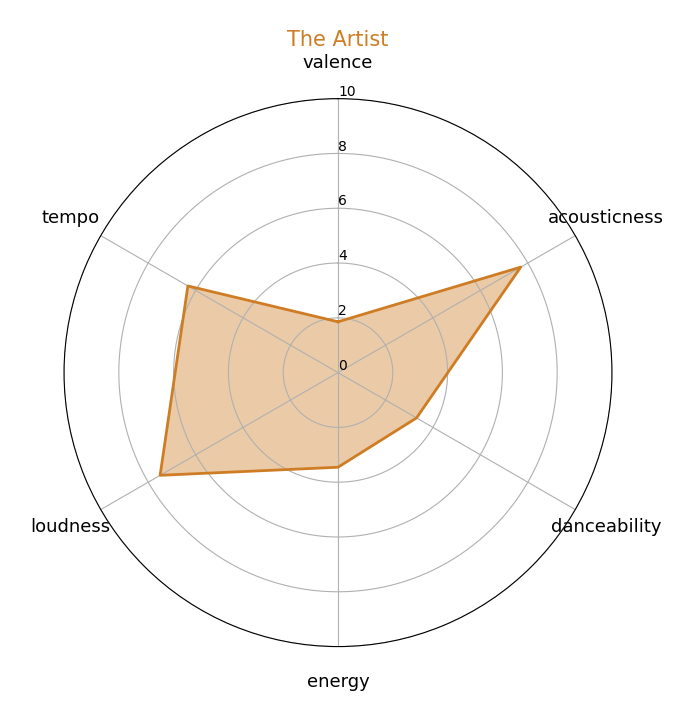 The Artist
valence
10
8
6
4
2
0
tempo
acousticness
loudness
danceability
energy